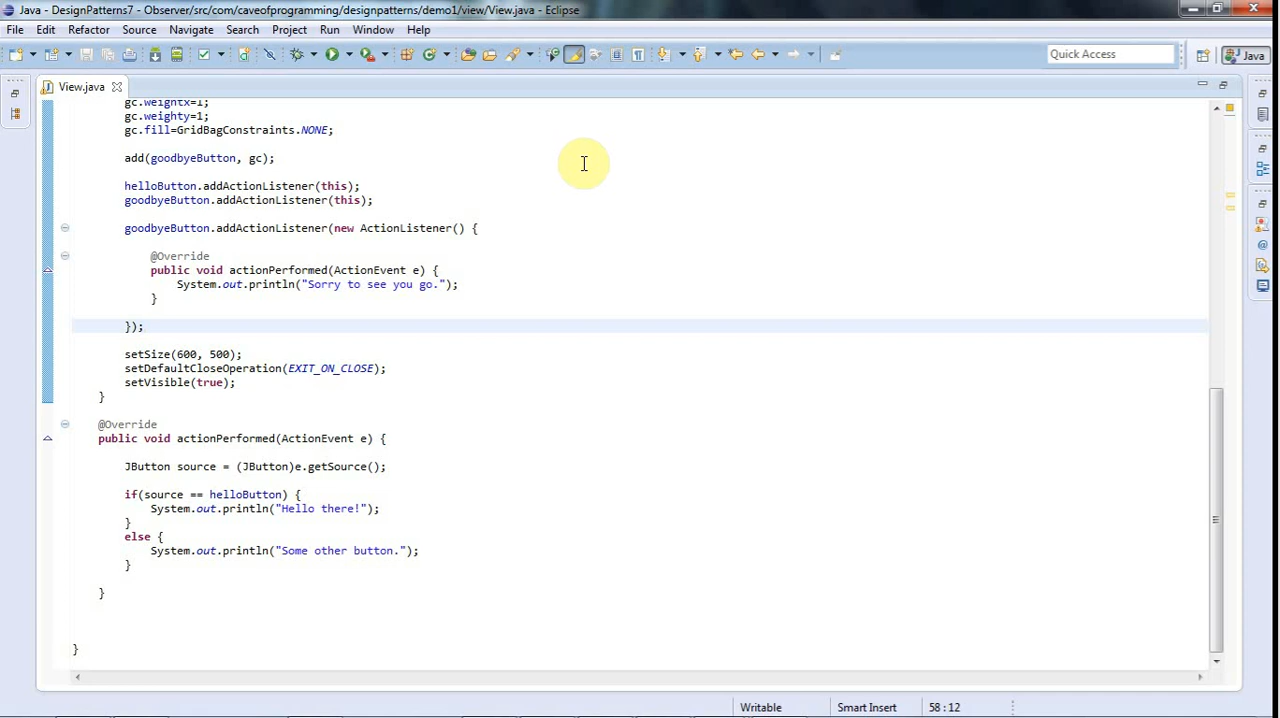 Java - DesignPatterns7 - Observer/src/com/caveofprogramming/designpatterns/demo1/view/View.java - Eclipse
File Edit Refactor Source Navigate Search Project Run Window Help
Quick Access
Java
View.java
gc.weightx=1;
gc.weighty=1;
gc.fill=GridBagConstraints.NONE;
add(goodbyeButton, gc);
helloButton.addActionListener(this);
goodbyeButton.addActionListener(this);
goodbyeButton.addActionListener(new ActionListener() {
@Override
public void actionPerformed(ActionEvent e) {
System.out.println("Sorry to see you go.");
}
});
setSize(600, 500);
setDefaultCloseOperation(EXIT_ON_CLOSE);
setVisible(true);
}
@Override
public void actionPerformed(ActionEvent e) {
JButton source = (JButton)e.getSource();
if(source == helloButton) {
System.out.println("Hello there!");
}
else {
System.out.println("Some other button.");
}
}
}
Writable Smart Insert 58 : 12